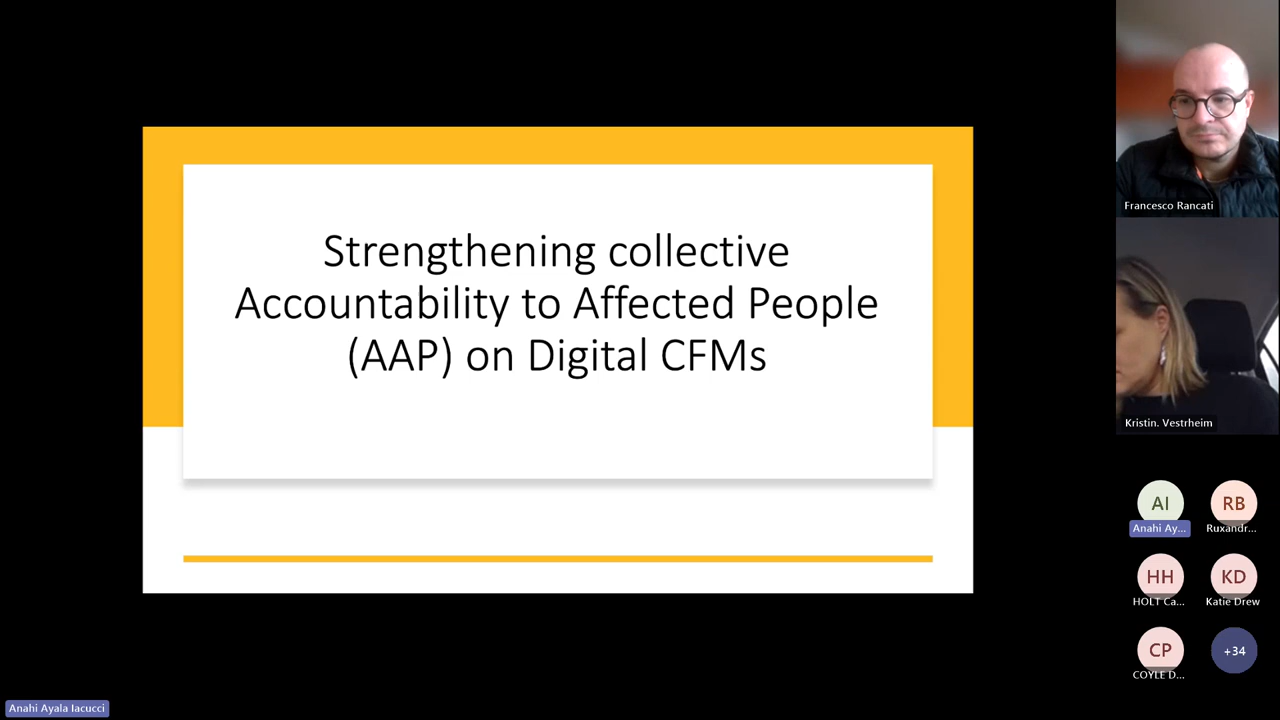 Strengthening collective
Accountability to Affected People
(AAP) on Digital CFMs
Francesco Rancati
Kristin. Vestrheim
AI
RB
Anahi Ay...
Ruxandr...
HH
KD
HOLT Ca...
Katie Drew
CP
+34
COYLE D...
Anahi Ayala Iacucci